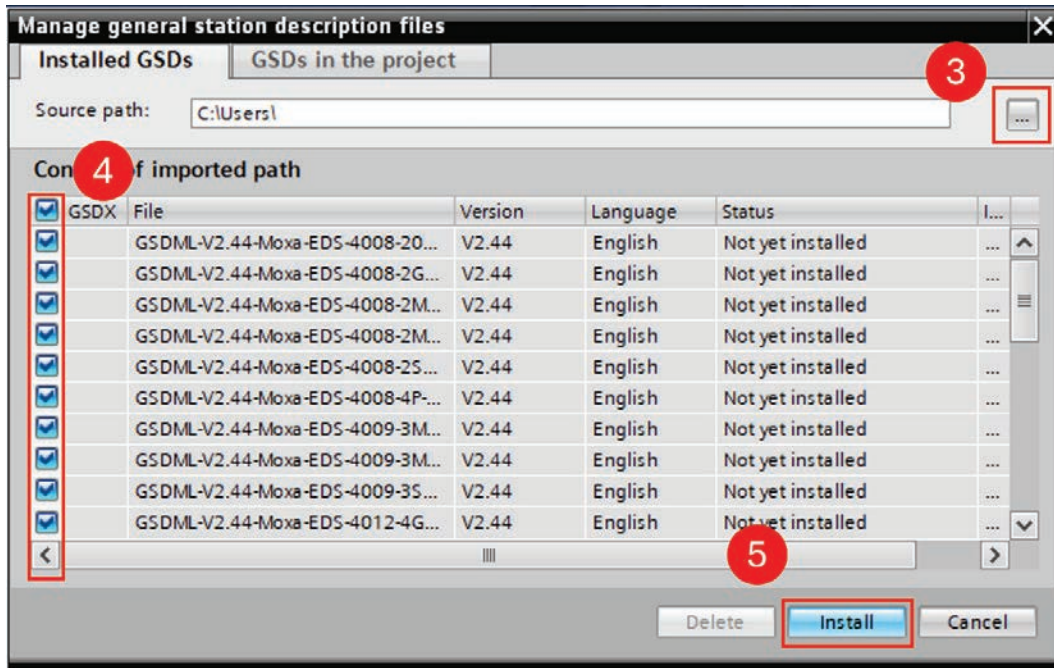 Manage general station description files
Installed GSDs
GSDs in the project
3
Source path: C:\Users\
...
4
Con of imported path
GSDX File Version Language Status I...
GSDML-V2.44-Moxa-EDS-4008-20... V2.44 English Not yet installed ...
GSDML-V2.44-Moxa-EDS-4008-2G... V2.44 English Not yet installed ...
GSDML-V2.44-Moxa-EDS-4008-2M... V2.44 English Not yet installed ...
GSDML-V2.44-Moxa-EDS-4008-2M... V2.44 English Not yet installed ...
GSDML-V2.44-Moxa-EDS-4008-2S... V2.44 English Not yet installed ...
GSDML-V2.44-Moxa-EDS-4008-4P-... V2.44 English Not yet installed ...
GSDML-V2.44-Moxa-EDS-4009-3M... V2.44 English Not yet installed ...
GSDML-V2.44-Moxa-EDS-4009-3M... V2.44 English Not yet installed ...
GSDML-V2.44-Moxa-EDS-4009-3S... V2.44 English Not yet installed ...
GSDML-V2.44-Moxa-EDS-4012-4G... V2.44 English Not yet installed ...
5
Delete Install Cancel